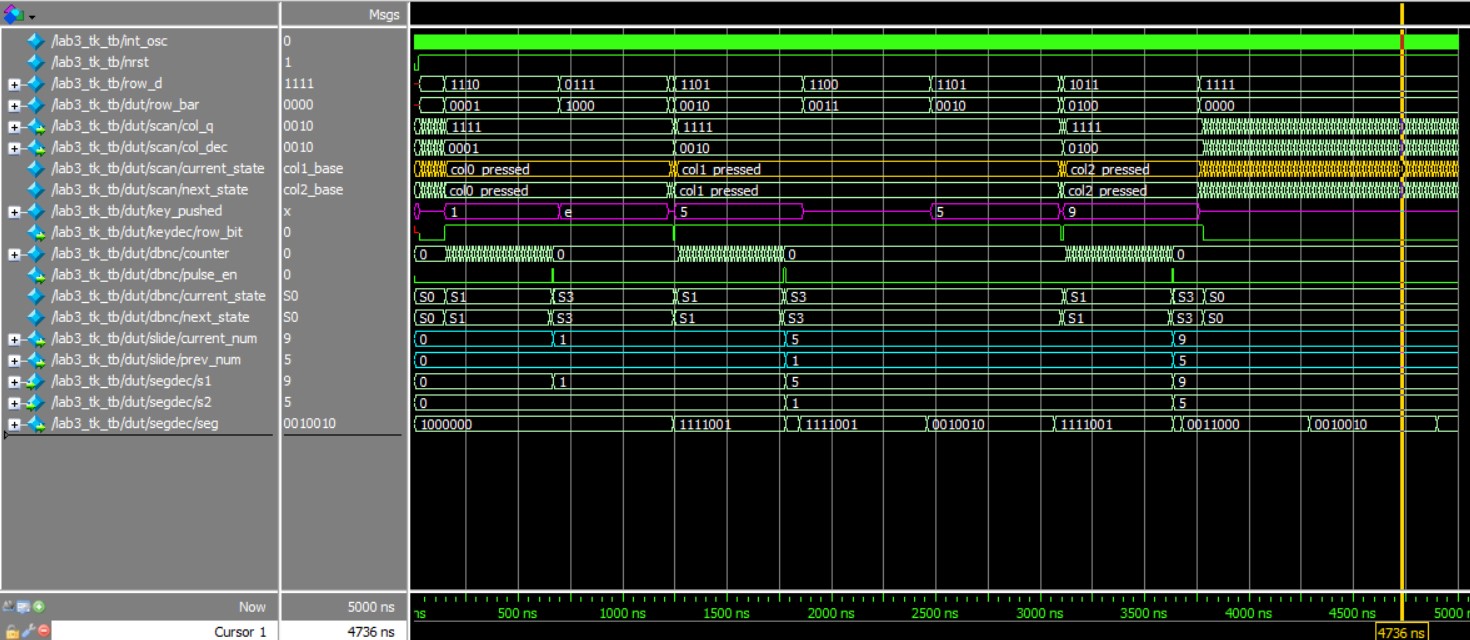 Msgs
/lab3_tk_tb/int_osc 0
/lab3_tk_tb/nrst 1
/lab3_tk_tb/row_d 1111 1110 0111 1101 1100 1101 1011 1111
/lab3_tk_tb/dut/row_bar 0000 0001 1000 0010 0011 0010 0100 0000
/lab3_tk_tb/dut/scan/col_q 0010 1111 1111 1111
/lab3_tk_tb/dut/scan/col_dec 0010 0001 0010 0100
/lab3_tk_tb/dut/scan/current_state col1_base col0_pressed col1_pressed col2_pressed
/lab3_tk_tb/dut/scan/next_state col2_base col0_pressed col1_pressed col2_pressed
/lab3_tk_tb/dut/key_pushed x 1 e 5 5 9
/lab3_tk_tb/dut/keydec/row_bit 0
/lab3_tk_tb/dut/dbnc/counter 0 0 0 0 0
/lab3_tk_tb/dut/dbnc/pulse_en 0
/lab3_tk_tb/dut/dbnc/current_state S0 S0 S1 S3 S1 S3 S1 S3 S0
/lab3_tk_tb/dut/dbnc/next_state S0 S0 S1 S3 S1 S3 S1 S3 S0
/lab3_tk_tb/dut/slide/current_num 9 0 1 5 9
/lab3_tk_tb/dut/slide/prev_num 5 0 1 5
/lab3_tk_tb/dut/segdec/s1 9 0 1 5 9
/lab3_tk_tb/dut/segdec/s2 5 0 1 5
/lab3_tk_tb/dut/segdec/seg 0010010 1000000 1111001 1111001 0010010 1111001 0011000 0010010
Now 5000 ns ns 500 ns 1000 ns 1500 ns 2000 ns 2500 ns 3000 ns 3500 ns 4000 ns 4500 ns 5000 n
Cursor 1 4736 ns 4736 ns